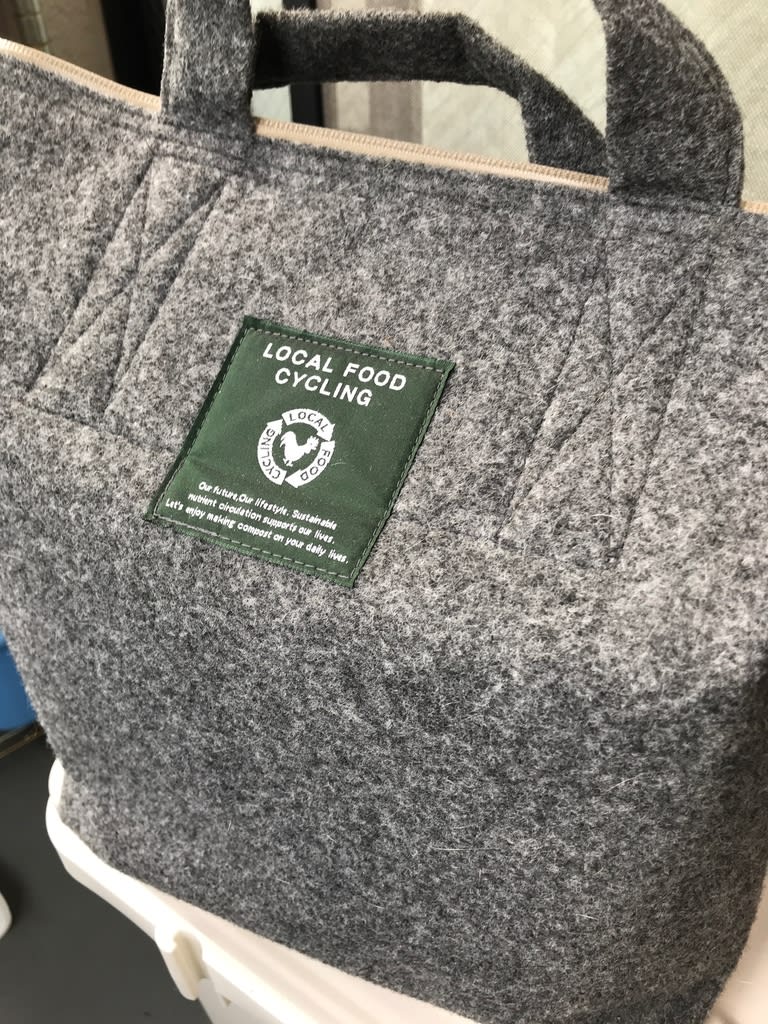 LOCAL FOOD
CYCLING
LOCAL
FOOD
CYCLING
Our future,Our lifestyle. Sustainable
nutrient circulation supports our lives.
Let's enjoy making compost on your daily lives.